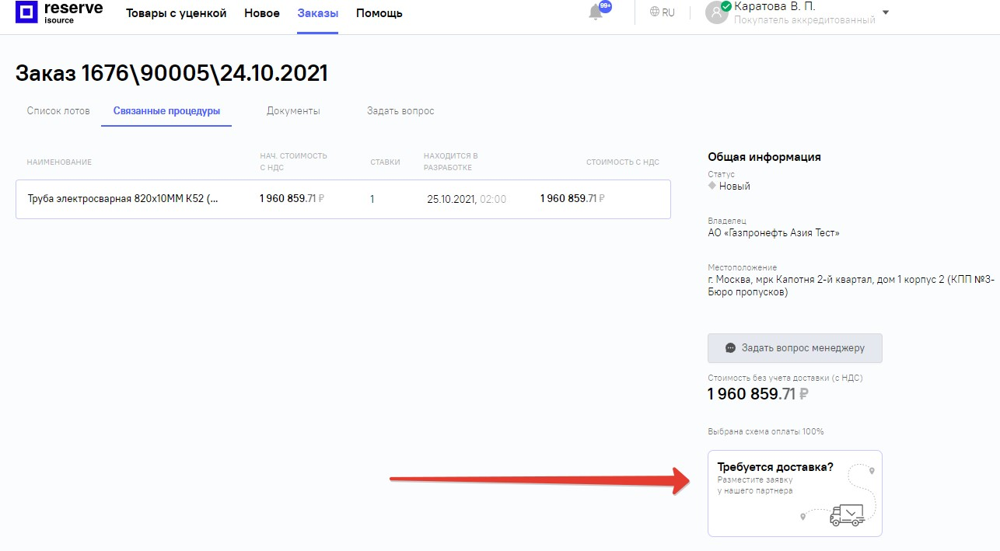 reserve
isource
Товары с уценкой
Новое
Заказы
Помощь
99+
RU
Каратова В. П.
Покупатель аккредитованный
Заказ 1676\90005\24.10.2021
Список лотов
Связанные процедуры
Документы
Задать вопрос
НАИМЕНОВАНИЕ
НАЧ. СТОИМОСТЬ
С НДС
СТАВКИ
НАХОДИТСЯ В
РАЗРАБОТКЕ
СТОИМОСТЬ С НДС
Труба электросварная 820х10ММ К52 (...
1 960 859.71 ₽
1
25.10.2021, 02:00
1 960 859.71 ₽
Общая информация
Статус
Новый
Владелец
АО «Газпронефть Азия Тест»
Местоположение
г. Москва, мрк Капотня 2-й квартал, дом 1 корпус 2 (КПП №3-
Бюро пропусков)
Задать вопрос менеджеру
Стоимость без учета доставки (с НДС)
1 960 859.71 ₽
Выбрана схема оплаты 100%
Требуется доставка?
Разместите заявку
у нашего партнера